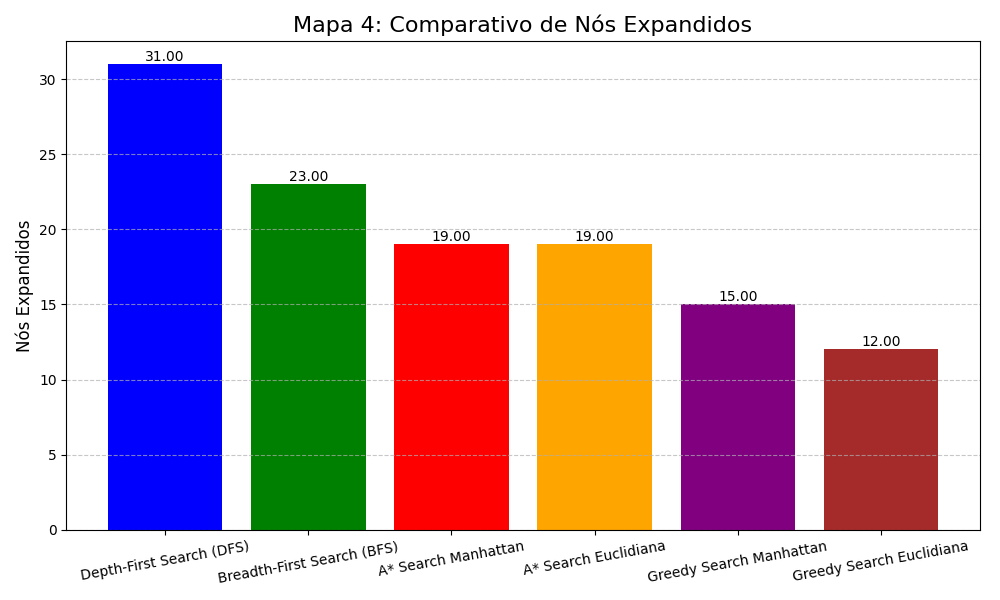 Mapa 4: Comparativo de Nós Expandidos
Nós Expandidos
30
25
20
15
10
5
0
31.00
23.00
19.00
19.00
15.00
12.00
Depth-First Search (DFS)
Breadth-First Search (BFS)
A* Search Manhattan
A* Search Euclidiana
Greedy Search Manhattan
Greedy Search Euclidiana